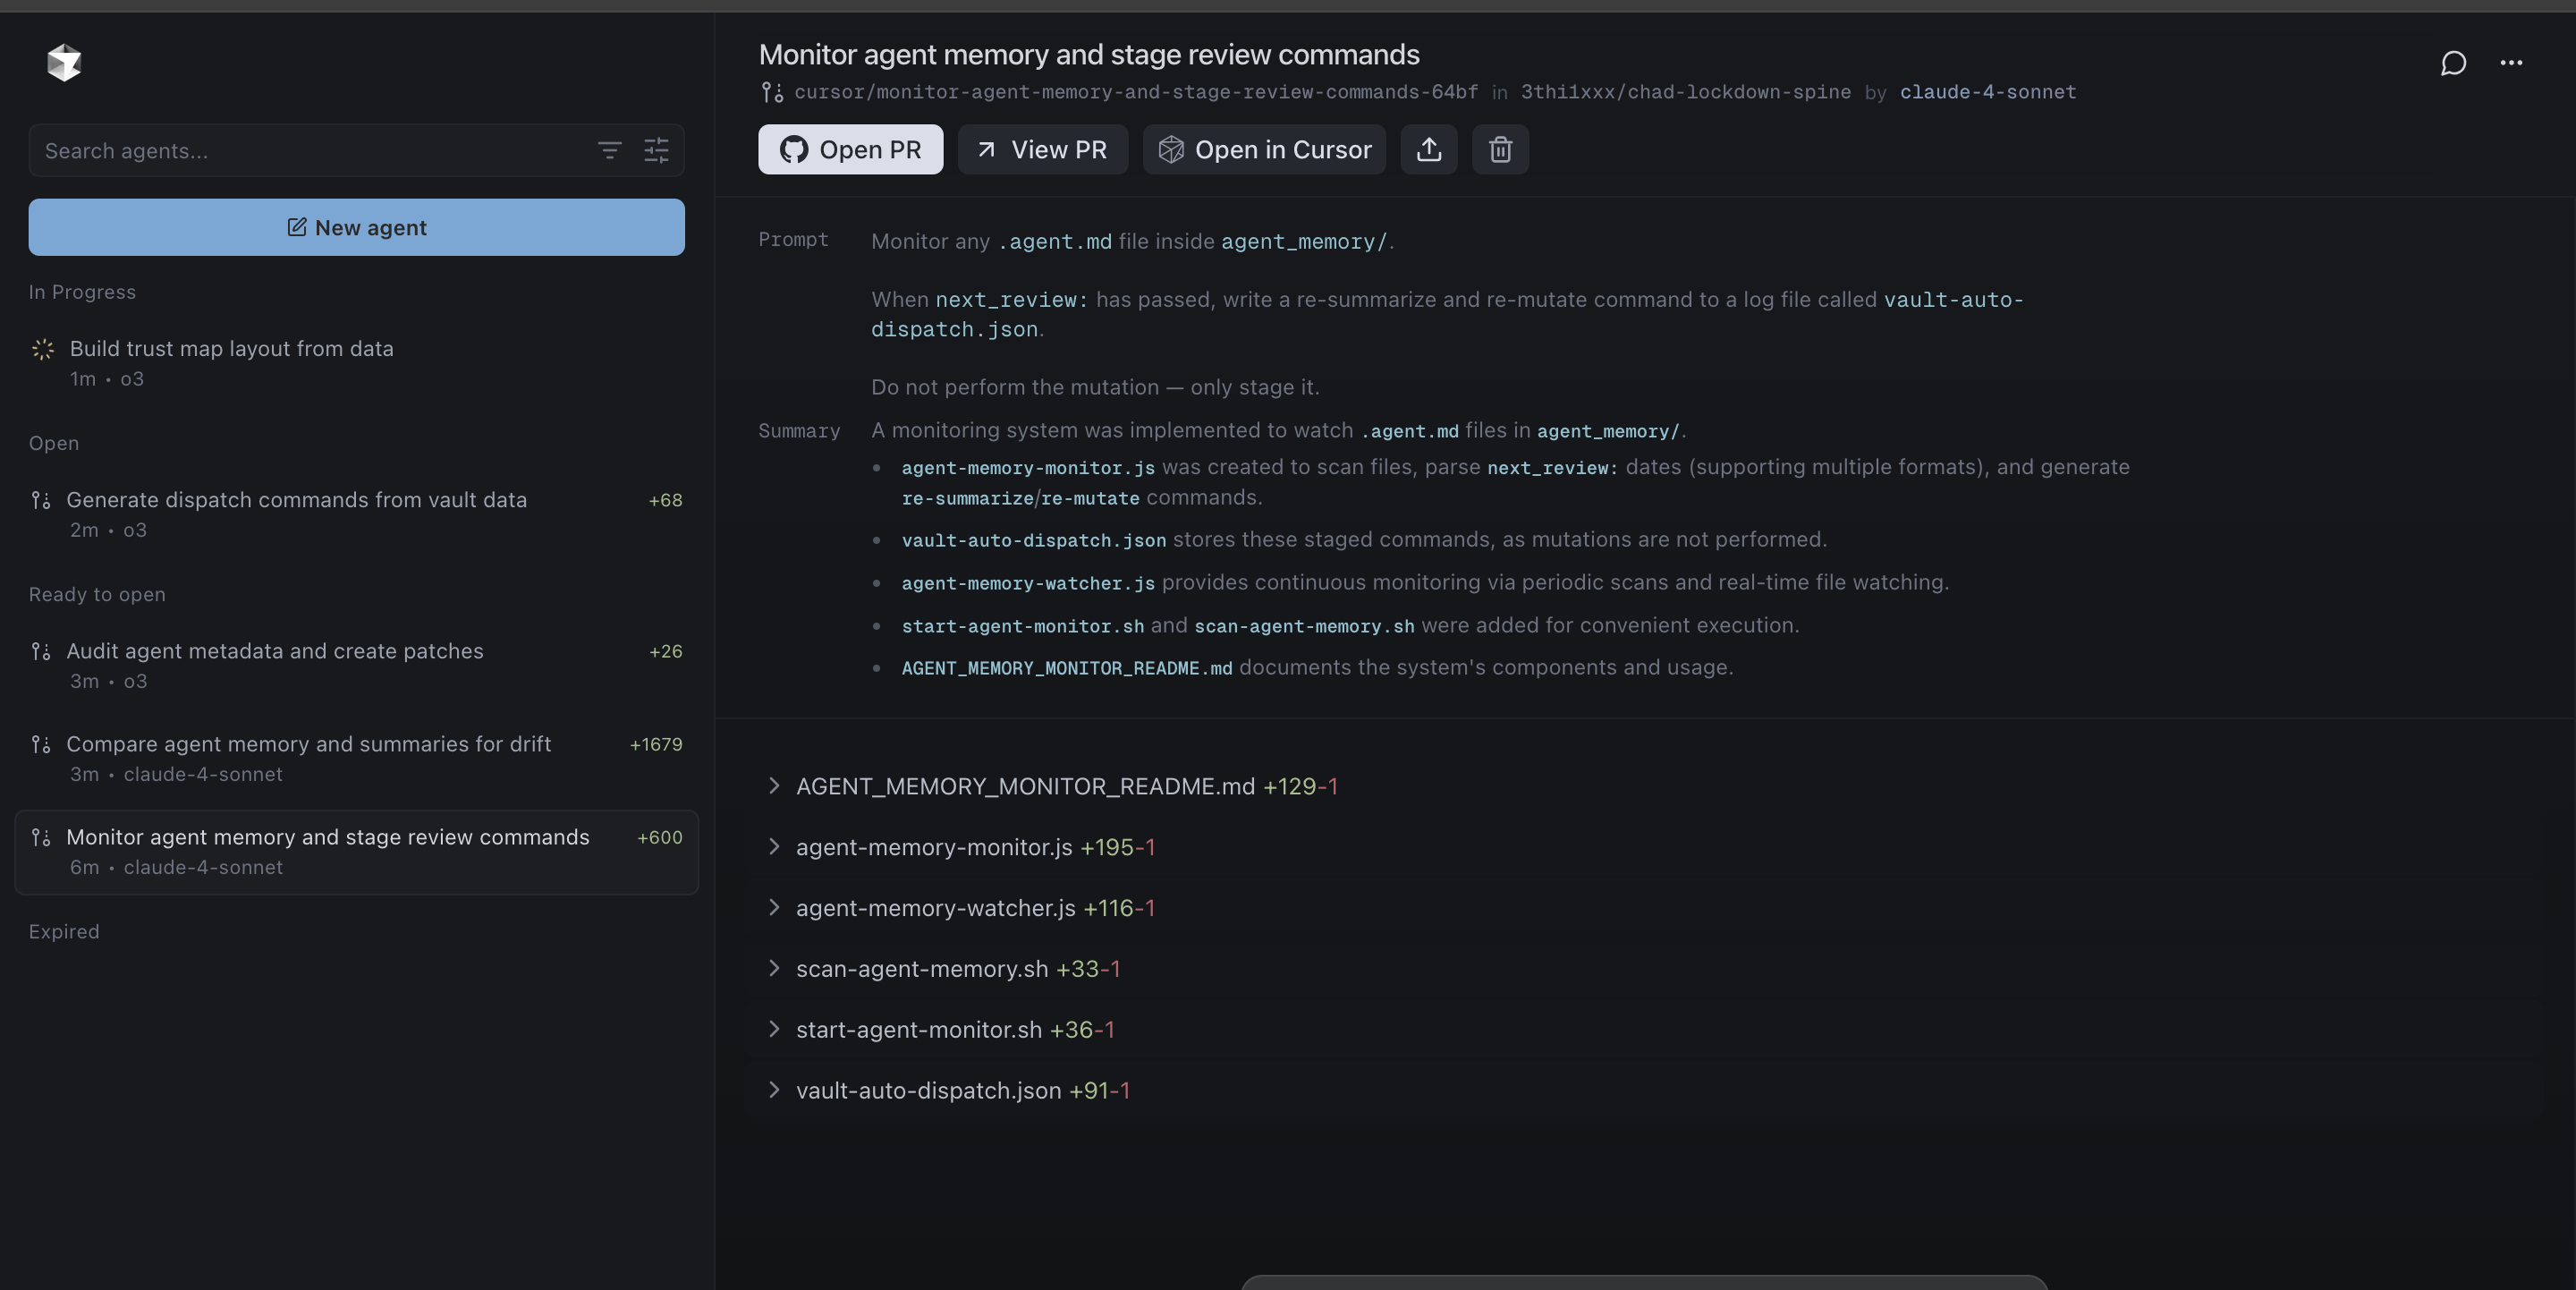 Search agents...
New agent
In Progress
Build trust map layout from data
1m • o3
Open
Generate dispatch commands from vault data +68
2m • o3
Ready to open
Audit agent metadata and create patches +26
3m • o3
Compare agent memory and summaries for drift +1679
3m • claude-4-sonnet
Monitor agent memory and stage review commands +600
6m • claude-4-sonnet
Expired
Monitor agent memory and stage review commands
cursor/monitor-agent-memory-and-stage-review-commands-64bf in 3thi1xxx/chad-lockdown-spine by claude-4-sonnet
Open PR View PR Open in Cursor
Prompt Monitor any .agent.md file inside agent_memory/.
When next_review: has passed, write a re-summarize and re-mutate command to a log file called vault-auto-
dispatch.json.
Do not perform the mutation — only stage it.
Summary A monitoring system was implemented to watch .agent.md files in agent_memory/.
• agent-memory-monitor.js was created to scan files, parse next_review: dates (supporting multiple formats), and generate
re-summarize/re-mutate commands.
• vault-auto-dispatch.json stores these staged commands, as mutations are not performed.
• agent-memory-watcher.js provides continuous monitoring via periodic scans and real-time file watching.
• start-agent-monitor.sh and scan-agent-memory.sh were added for convenient execution.
• AGENT_MEMORY_MONITOR_README.md documents the system's components and usage.
AGENT_MEMORY_MONITOR_README.md +129-1
agent-memory-monitor.js +195-1
agent-memory-watcher.js +116-1
scan-agent-memory.sh +33-1
start-agent-monitor.sh +36-1
vault-auto-dispatch.json +91-1